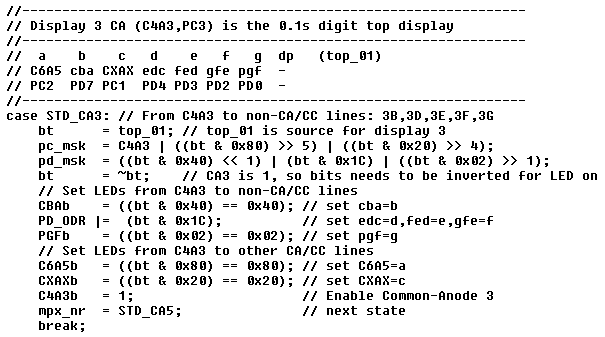 //---------------------------------------------------------------
// Display 3 CA (C4A3,PC3) is the 0.1s digit top display
//---------------------------------------------------------------
//  a    b    c    d    e    f    g  dp   (top_01)
// C6A5 cba CXAX edc fed gfe pgf  -
// PC2  PD7 PC1  PD4 PD3 PD2 PD0  -
//---------------------------------------------------------------
case STD_CA3: // From C4A3 to non-CA/CC lines: 3B,3D,3E,3F,3G
    bt      = top_01; // top_01 is source for display 3
    pc_msk  = C4A3 | ((bt & 0x80) >> 5) | ((bt & 0x20) >> 4);
    pd_msk  = ((bt & 0x40) << 1) | (bt & 0x1C) | ((bt & 0x02) >> 1);
    bt      = ~bt;    // CA3 is 1, so bits needs to be inverted for LED on
    // Set LEDs from C4A3 to non-CA/CC lines
    CBAb    = ((bt & 0x40) == 0x40); // set cba=b
    PD_ODR |=  (bt & 0x1C);          // set edc=d,fed=e,gfe=f
    PGFb    = ((bt & 0x02) == 0x02); // set pgf=g
    // Set LEDs from C4A3 to other CA/CC lines
    C6A5b   = ((bt & 0x80) == 0x80); // set C6A5=a
    CXAXb   = ((bt & 0x20) == 0x20); // set CXAX=c
    C4A3b   = 1;                     // Enable Common-Anode 3
    mpx_nr  = STD_CA5;               // next state
    break;